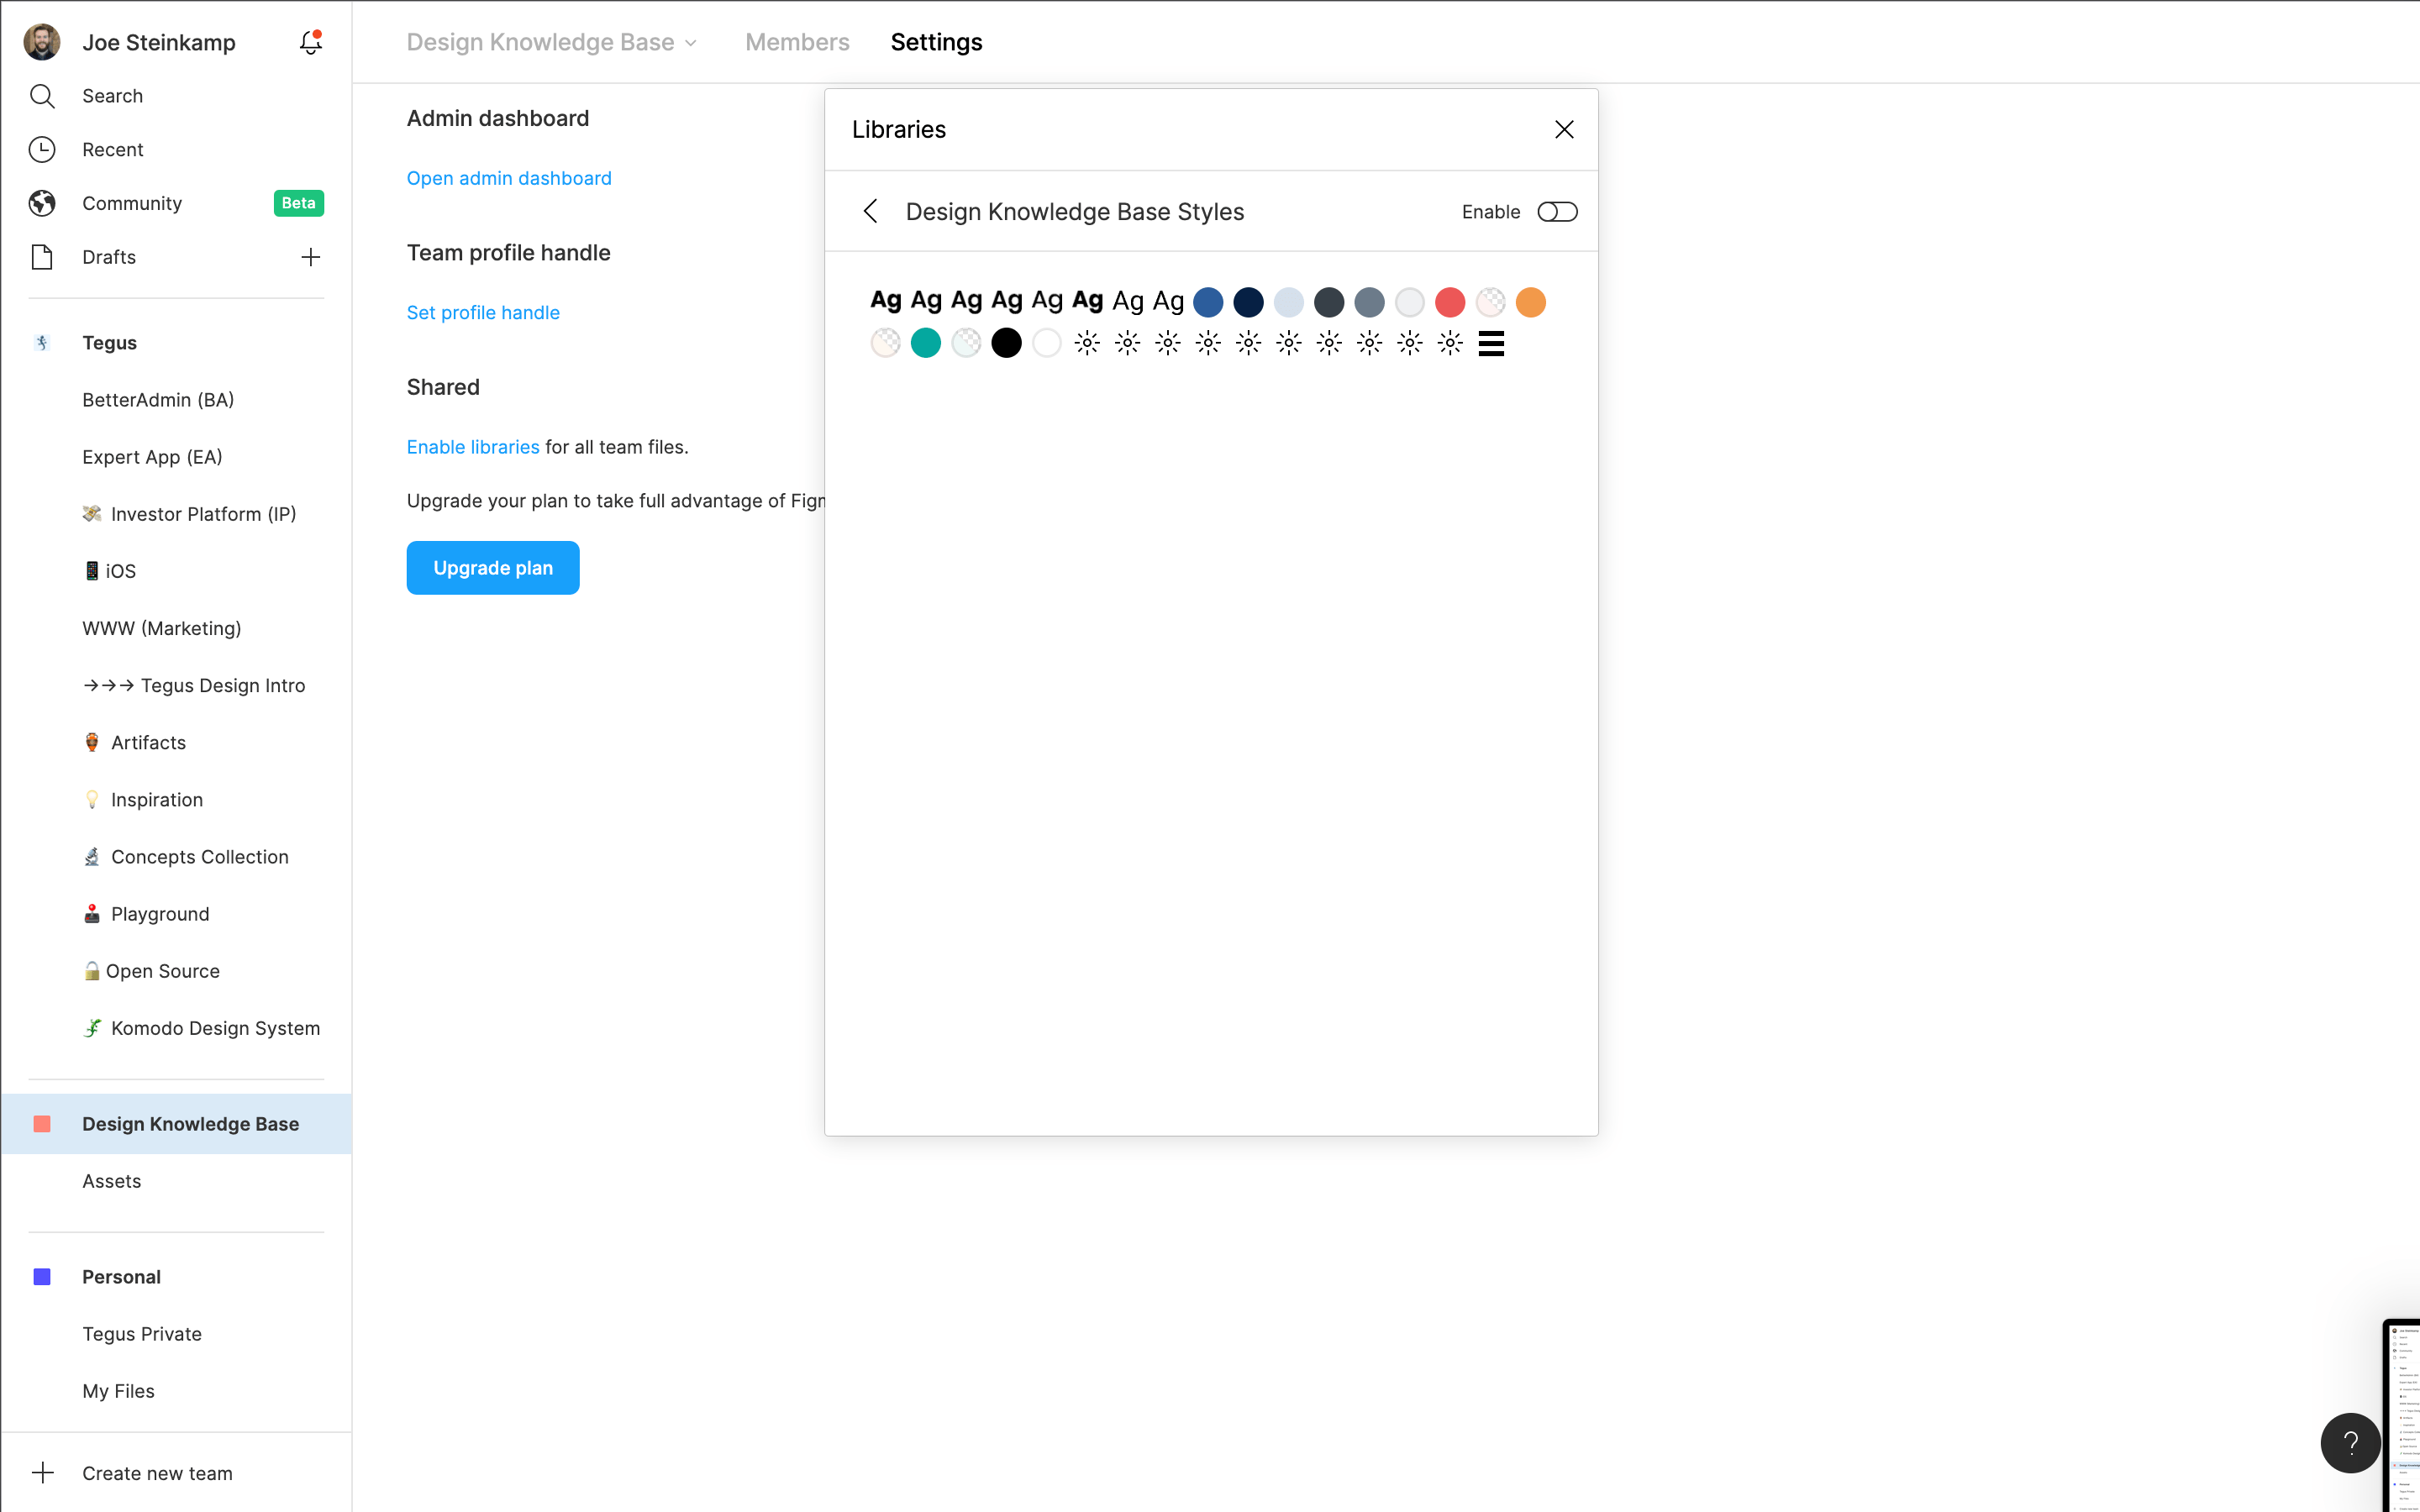 Joe Steinkamp
Search
Recent
Community
Beta
Drafts
Tegus
BetterAdmin (BA)
Expert App (EA)
Investor Platform (IP)
iOS
WWW (Marketing)
→→→ Tegus Design Intro
Artifacts
Inspiration
Concepts Collection
Playground
Open Source
Komodo Design System
Design Knowledge Base
Assets
Personal
Tegus Private
My Files
Create new team
Design Knowledge Base
Members
Settings
Admin dashboard
Open admin dashboard
Team profile handle
Set profile handle
Shared
Enable libraries for all team files.
Upgrade your plan to take full advantage of
Upgrade plan
Libraries
Design Knowledge Base Styles
Enable
Ag Ag Ag Ag Ag Ag Ag Ag
?